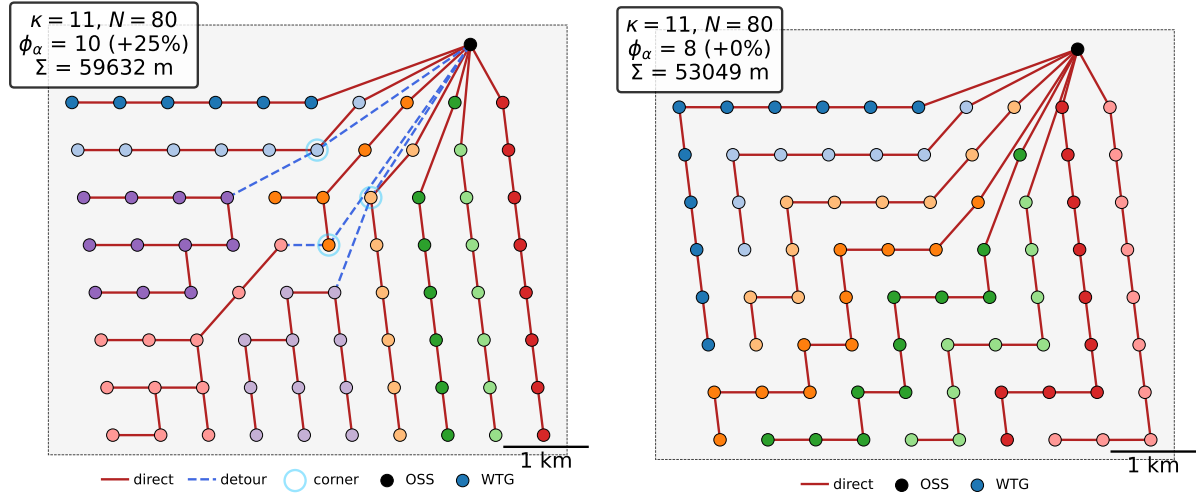 κ = 11, N = 80
ϕα = 10 (+25%)
Σ = 59632 m
1 km
direct
detour
corner
OSS
WTG
κ = 11, N = 80
ϕα = 8 (+0%)
Σ = 53049 m
1 km
direct
OSS
WTG